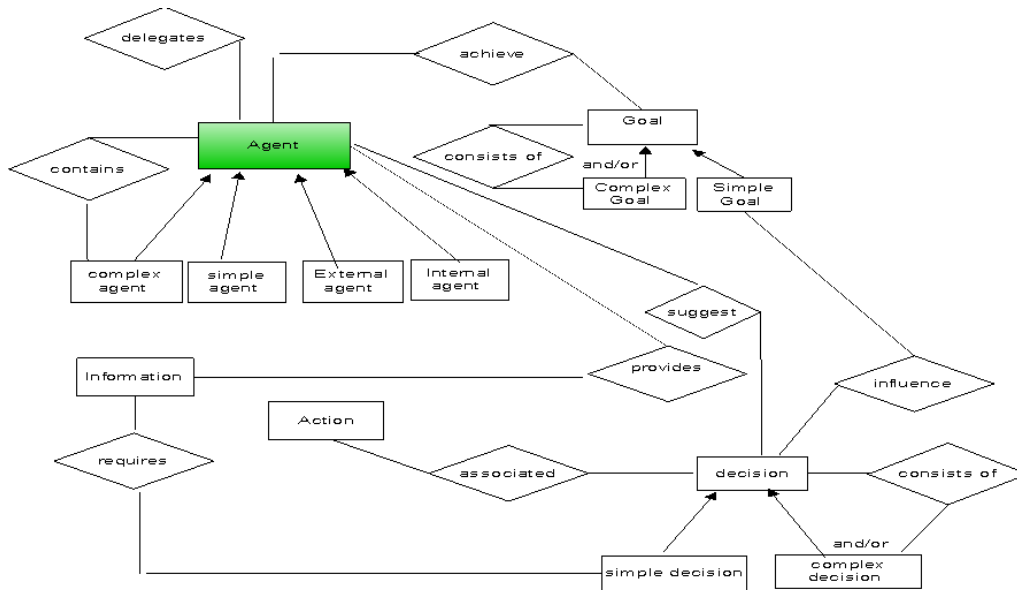 delegates
achieve
Goal
Agent
consists of
and/or
contains
Complex
Goal
Simple
Goal
complex
agent
simple
agent
External
agent
Internal
agent
suggest
Information
provides
influence
Action
requires
associated
decision
consists of
and/or
simple decision
complex
decision